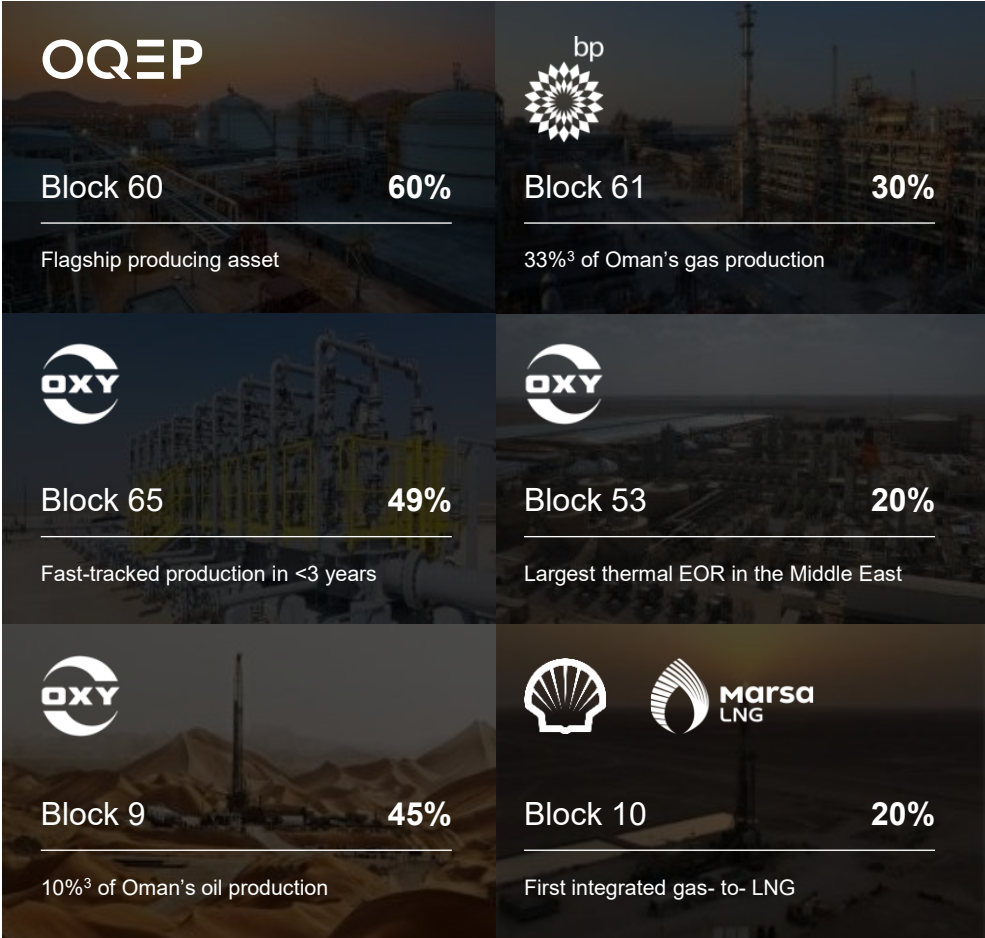 OQEP
Block 60 60%
Flagship producing asset
bp
Block 61 30%
33%³ of Oman’s gas production
OXY
Block 65 49%
Fast-tracked production in <3 years
OXY
Block 53 20%
Largest thermal EOR in the Middle East
OXY
Block 9 45%
10%³ of Oman’s oil production
Marsa
LNG
Block 10 20%
First integrated gas- to- LNG